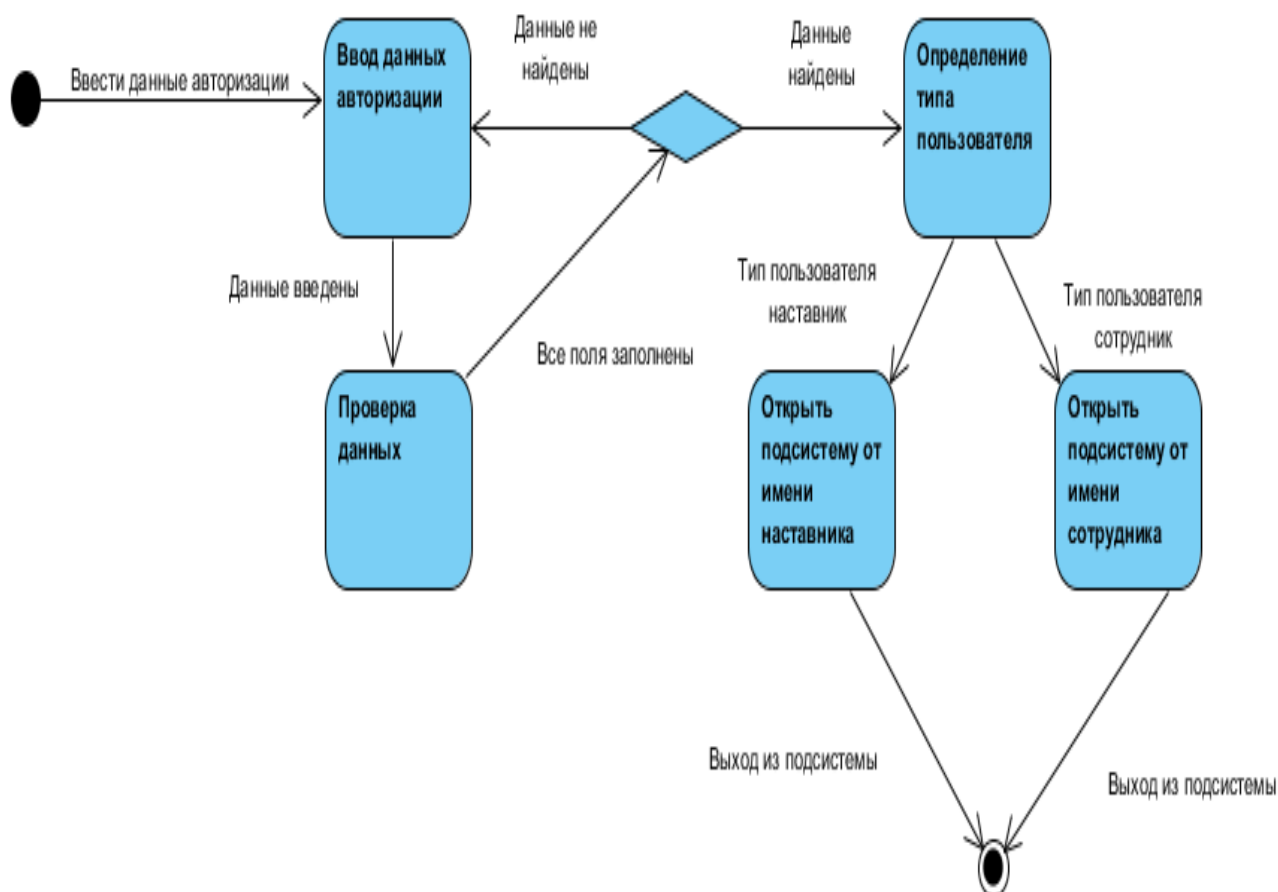 Ввести данные авторизации
Ввод данных
авторизации
Данные не
найдены
Данные
найдены
Определение
типа
пользователя
Данные введены
Все поля заполнены
Тип пользователя
наставник
Тип пользователя
сотрудник
Проверка
данных
Открыть
подсистему от
имени
наставника
Открыть
подсистему от
имени
сотрудника
Выход из подсистемы
Выход из подсистемы